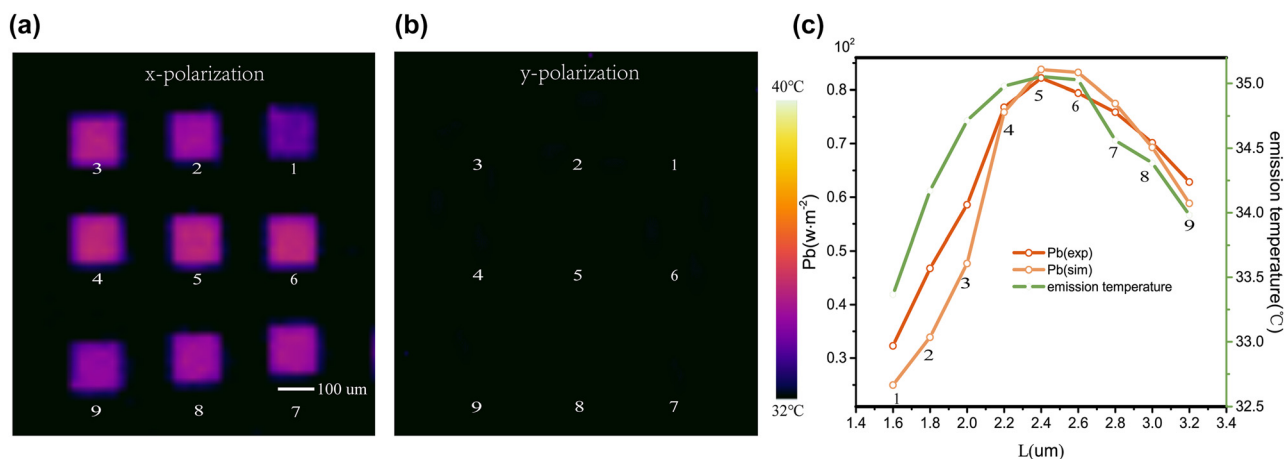 (a)
x-polarization
3 2 1
4 5 6
100 um
9 8 7
(b)
y-polarization
3 2 1
4 5 6
9 8 7
40℃
32℃
(c)
10²
0.8
0.7
0.6
0.5
0.4
0.3
Pb(w·m⁻²)
1.4 1.6 1.8 2.0 2.2 2.4 2.6 2.8 3.0 3.2
L(um)
35.0
34.5
34.0
33.5
33.0
32.5
emission temperature(℃)
1
2
3
4
5
6
7
8
9
Pb(exp)
Pb(sim)
emission temperature